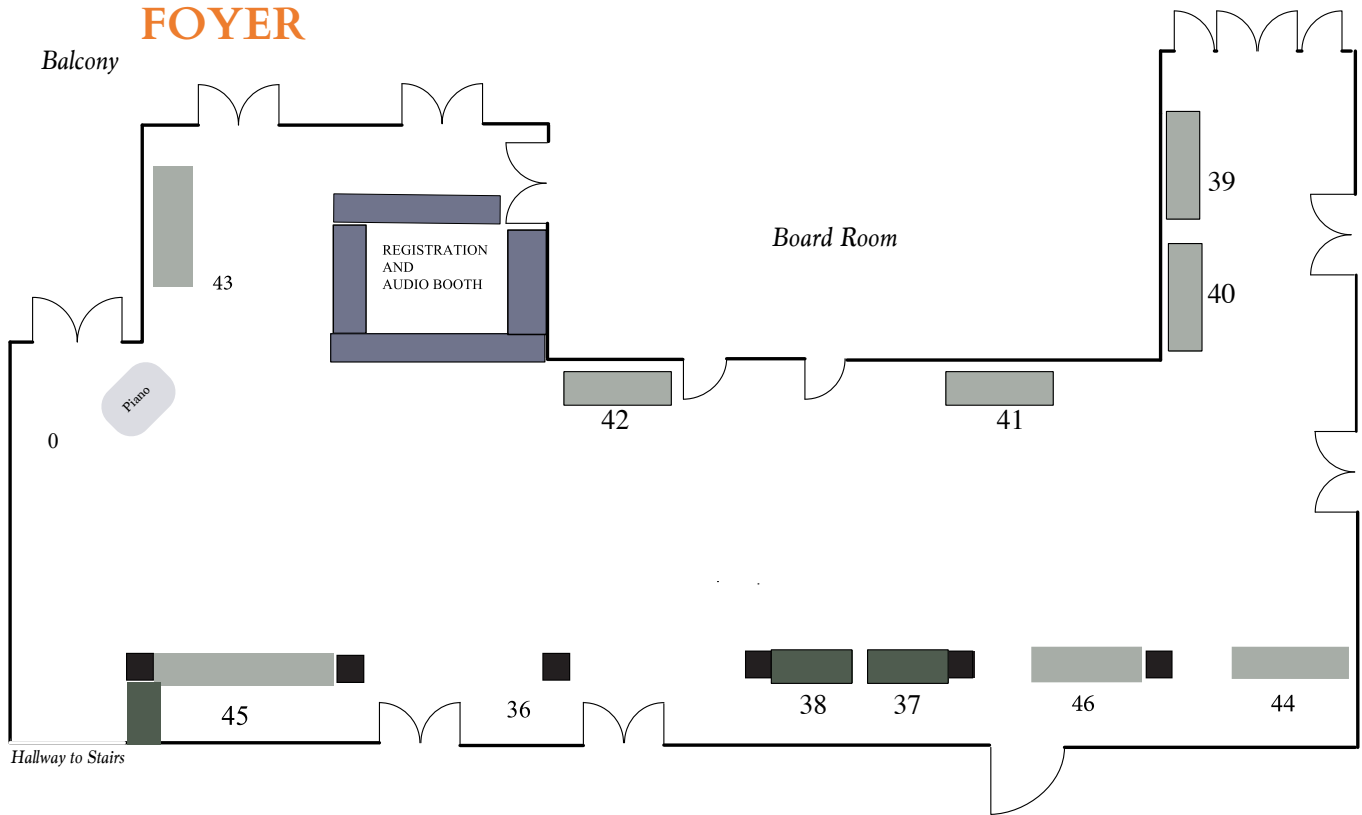 FOYER
Balcony
39
Board Room
REGISTRATION
AND
AUDIO BOOTH
43
40
Piano
42
41
0
45
36
38
37
46
44
Hallway to Stairs